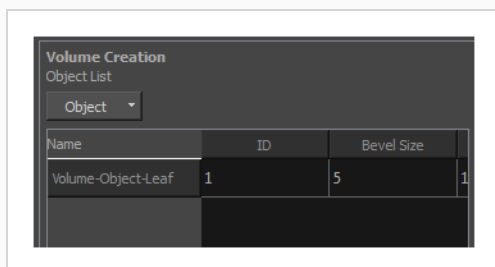 Volume Creation
Object List
Object
Name ID Bevel Size
Volume-Object-Leaf 1 5 1